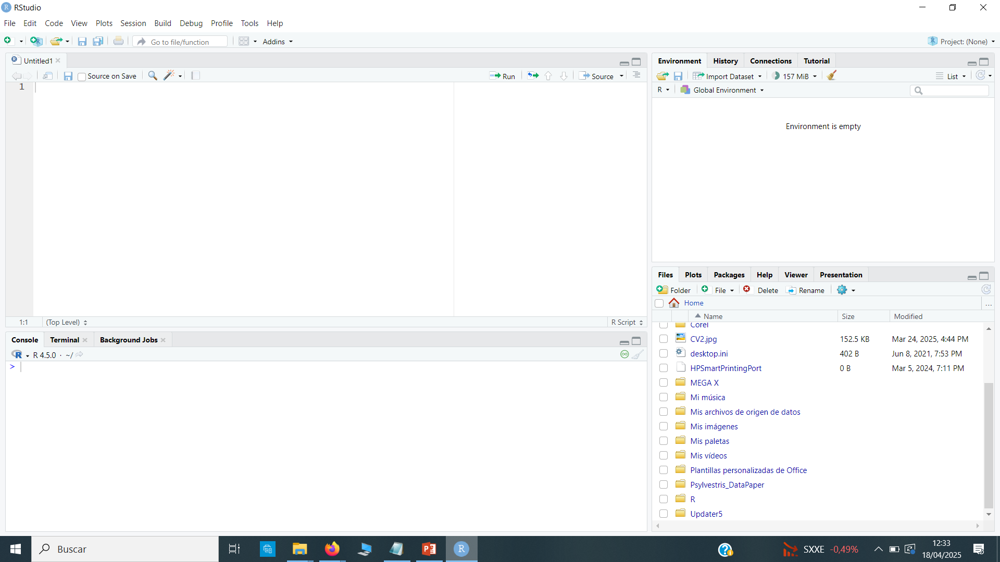 RStudio
File Edit Code View Plots Session Build Debug Profile Tools Help
Go to file/function Addins Project: (None)
Untitled1
Source on Save Run Source
1
1:1 (Top Level) R Script
Console Terminal Background Jobs
R 4.5.0 · ~/
>
Environment History Connections Tutorial
Import Dataset 157 MiB List
R Global Environment
Environment is empty
Files Plots Packages Help Viewer Presentation
Folder File Delete Rename
Home ...
Name Size Modified
Corel
CV2.jpg 152.5 KB Mar 24, 2025, 4:44 PM
desktop.ini 402 B Jun 8, 2021, 7:53 PM
HPSmartPrintingPort 0 B Mar 5, 2024, 7:11 PM
MEGA X
Mi música
Mis archivos de origen de datos
Mis imágenes
Mis paletas
Mis vídeos
Plantillas personalizadas de Office
Psylvestris_DataPaper
R
Updater5
Buscar SXXE -0,49% 12:33
18/04/2025